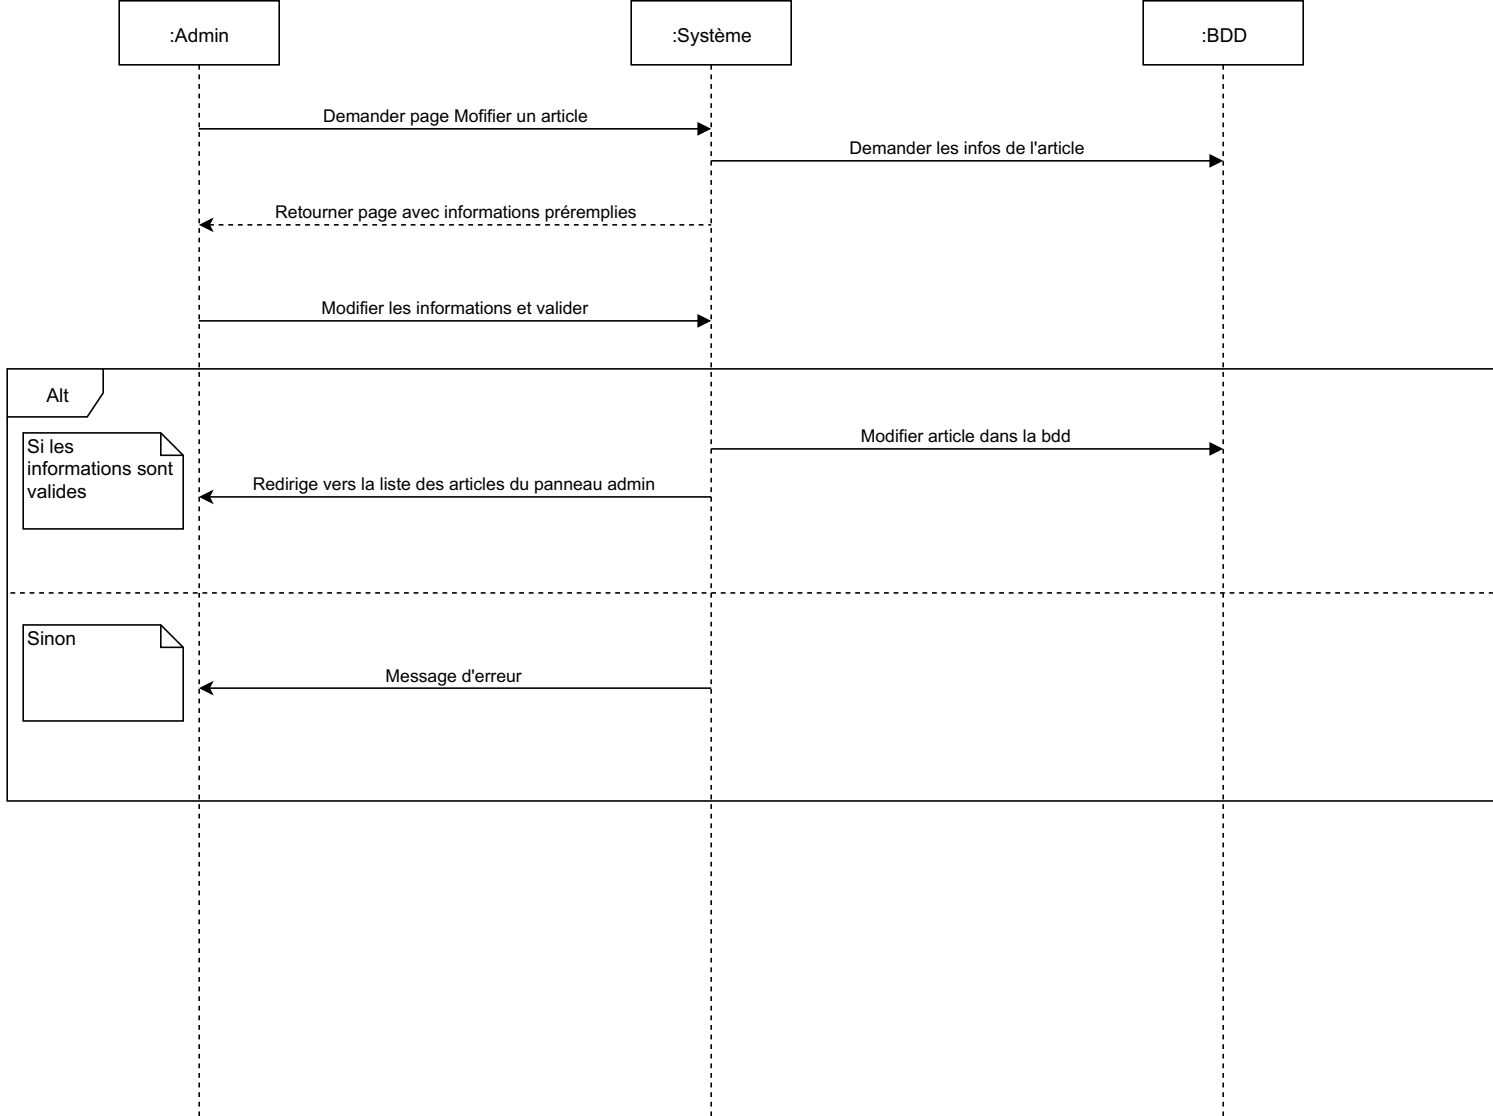 :Admin
:Système
:BDD
Demander page Mofifier un article
Demander les infos de l'article
Retourner page avec informations préremplies
Modifier les informations et valider
Alt
Si les
informations sont
valides
Modifier article dans la bdd
Redirige vers la liste des articles du panneau admin
Sinon
Message d'erreur